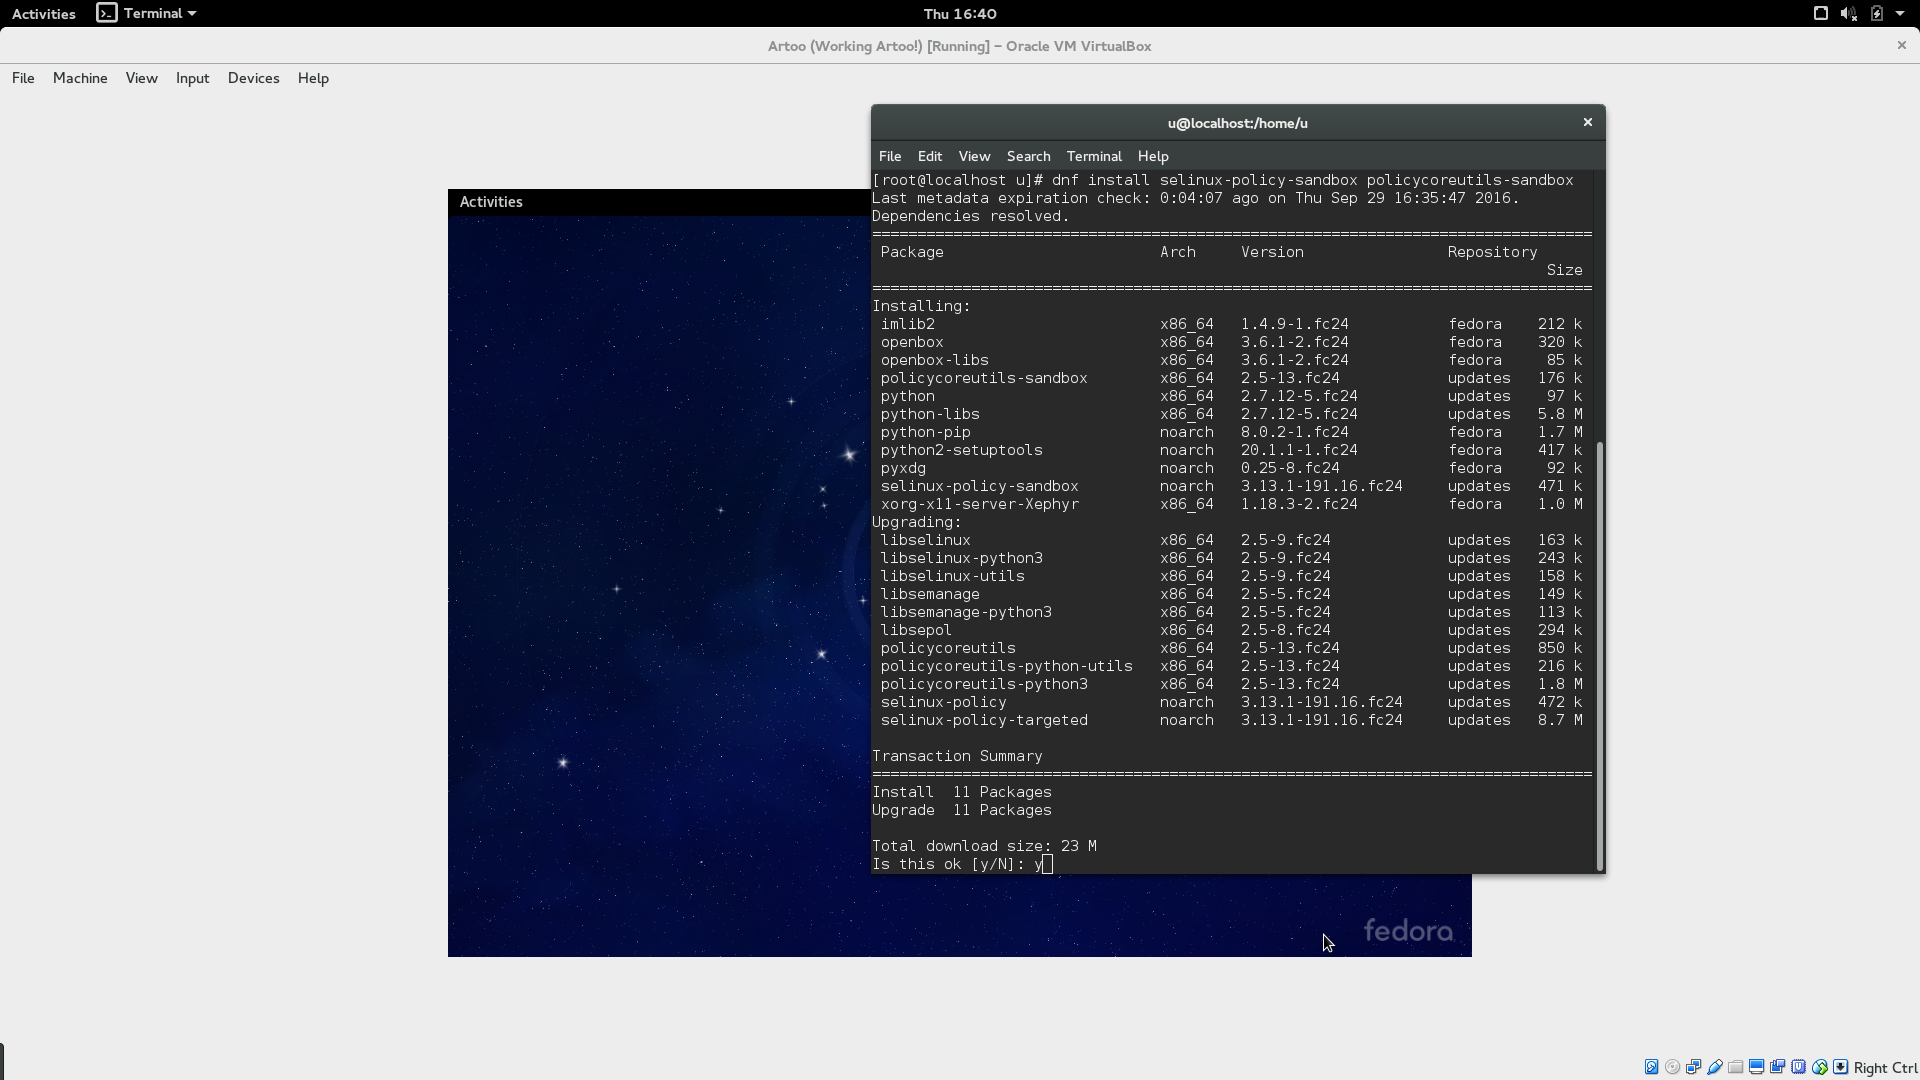 Activities Terminal Thu 16:40
Artoo (Working Artoo!) [Running] – Oracle VM VirtualBox ×
File Machine View Input Devices Help
u@localhost:/home/u ×
File Edit View Search Terminal Help
[root@localhost u]# dnf install selinux-policy-sandbox policycoreutils-sandbox
Last metadata expiration check: 0:04:07 ago on Thu Sep 29 16:35:47 2016.
Dependencies resolved.
================================================================================
Package Arch Version Repository
Size
================================================================================
Installing:
imlib2 x86_64 1.4.9-1.fc24 fedora 212 k
openbox x86_64 3.6.1-2.fc24 fedora 320 k
openbox-libs x86_64 3.6.1-2.fc24 fedora 85 k
policycoreutils-sandbox x86_64 2.5-13.fc24 updates 176 k
python x86_64 2.7.12-5.fc24 updates 97 k
python-libs x86_64 2.7.12-5.fc24 updates 5.8 M
python-pip noarch 8.0.2-1.fc24 fedora 1.7 M
python2-setuptools noarch 20.1.1-1.fc24 fedora 417 k
pyxdg noarch 0.25-8.fc24 fedora 92 k
selinux-policy-sandbox noarch 3.13.1-191.16.fc24 updates 471 k
xorg-x11-server-Xephyr x86_64 1.18.3-2.fc24 fedora 1.0 M
Upgrading:
libselinux x86_64 2.5-9.fc24 updates 163 k
libselinux-python3 x86_64 2.5-9.fc24 updates 243 k
libselinux-utils x86_64 2.5-9.fc24 updates 158 k
libsemanage x86_64 2.5-5.fc24 updates 149 k
libsemanage-python3 x86_64 2.5-5.fc24 updates 113 k
libsepol x86_64 2.5-8.fc24 updates 294 k
policycoreutils x86_64 2.5-13.fc24 updates 850 k
policycoreutils-python-utils x86_64 2.5-13.fc24 updates 216 k
policycoreutils-python3 x86_64 2.5-13.fc24 updates 1.8 M
selinux-policy noarch 3.13.1-191.16.fc24 updates 472 k
selinux-policy-targeted noarch 3.13.1-191.16.fc24 updates 8.7 M
Transaction Summary
================================================================================
Install 11 Packages
Upgrade 11 Packages
Total download size: 23 M
Is this ok [y/N]: y
Activities
fedora
Right Ctrl